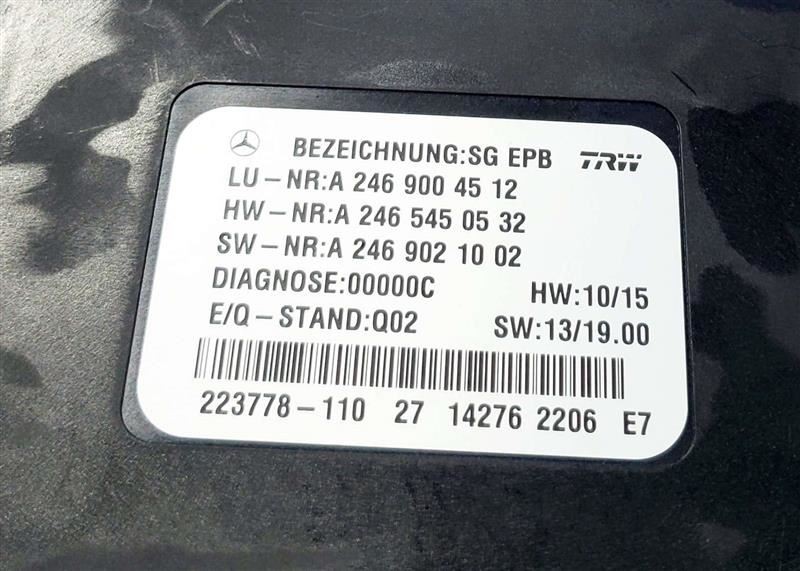 BEZEICHNUNG:SG EPB TRW
LU-NR:A 246 900 45 12
HW-NR:A 246 545 05 32
SW-NR:A 246 902 10 02
DIAGNOSE:00000C HW:10/15
E/Q-STAND:Q02 SW:13/19.00
223778-110 27 14276 2206 E7